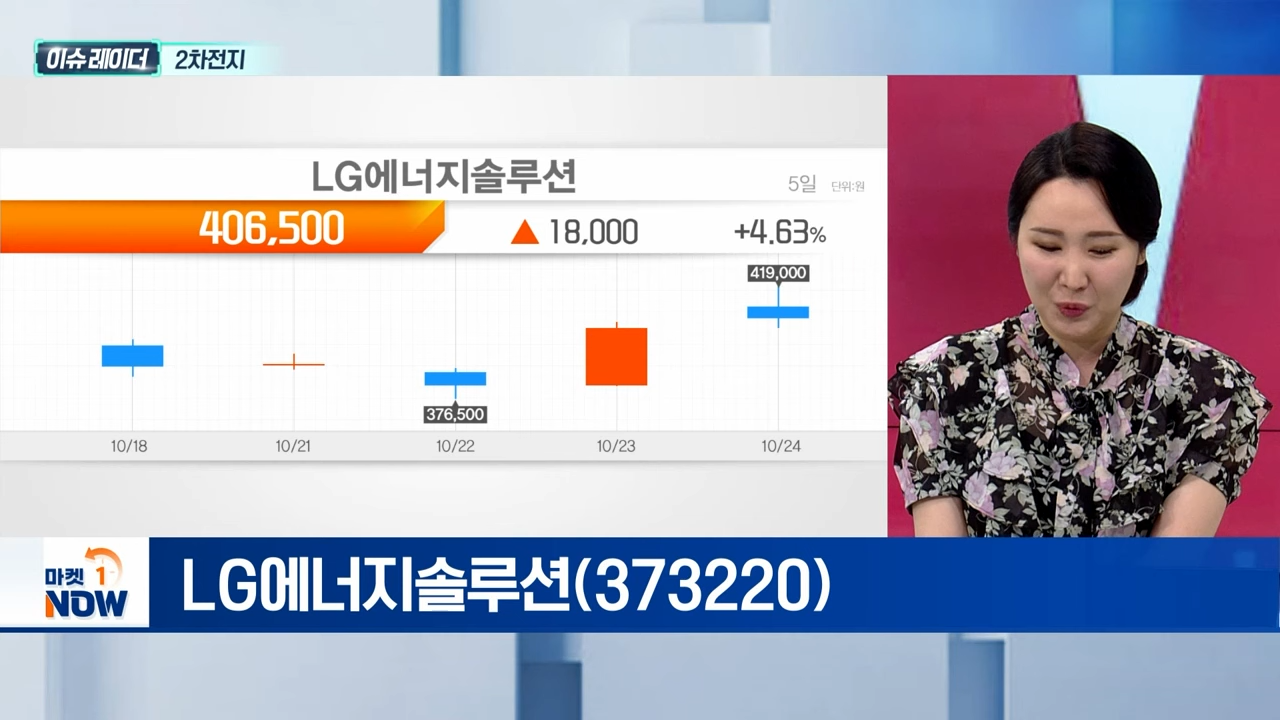 이슈 레이더 2차전지
LG에너지솔루션
5일 단위:원
406,500 ▲ 18,000 +4.63%
419,000
376,500
10/18 10/21 10/22 10/23 10/24
마켓 1
NOW
LG에너지솔루션(373220)